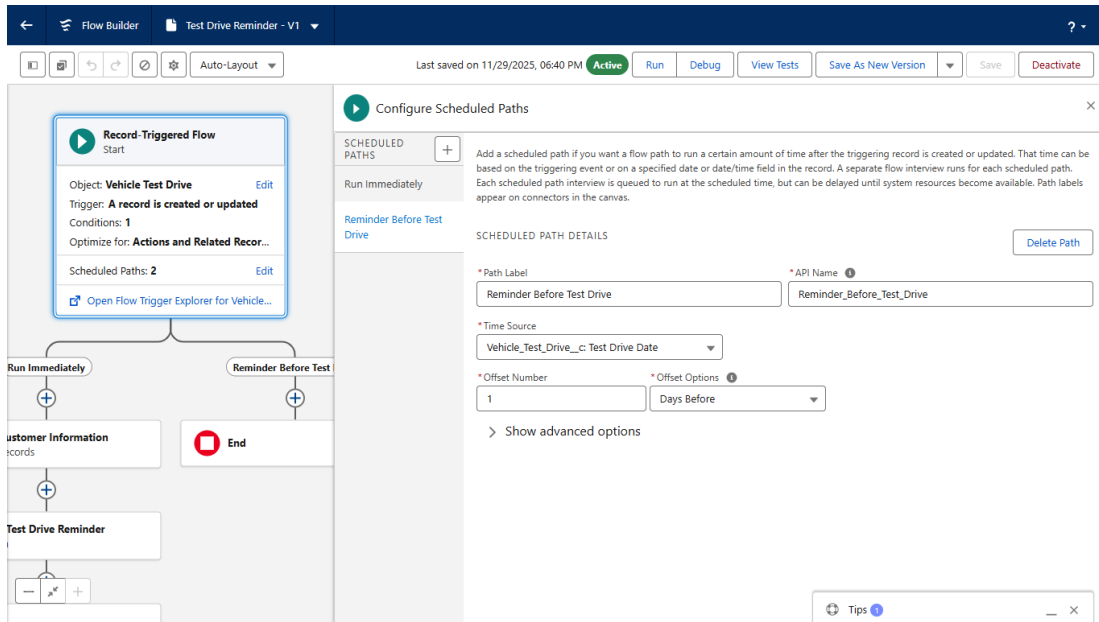 Flow Builder
Test Drive Reminder - V1
?
Auto-Layout
Last saved on 11/29/2025, 06:40 PM
Active
Run
Debug
View Tests
Save As New Version
Save
Deactivate
Record-Triggered Flow
Start
Object: Vehicle Test Drive Edit
Trigger: A record is created or updated
Conditions: 1
Optimize for: Actions and Related Recor...
Scheduled Paths: 2 Edit
Open Flow Trigger Explorer for Vehicle...
Run Immediately
Reminder Before Test
ustomer Information
ecords
End
Test Drive Reminder
Configure Scheduled Paths
SCHEDULED
PATHS
Run Immediately
Reminder Before Test
Drive
Add a scheduled path if you want a flow path to run a certain amount of time after the triggering record is created or updated. That time can be
based on the triggering event or on a specified date or date/time field in the record. A separate flow interview runs for each scheduled path.
Each scheduled path interview is queued to run at the scheduled time, but can be delayed until system resources become available. Path labels
appear on connectors in the canvas.
SCHEDULED PATH DETAILS
Delete Path
*Path Label
Reminder Before Test Drive
*API Name
Reminder_Before_Test_Drive
*Time Source
Vehicle_Test_Drive__c: Test Drive Date
*Offset Number
1
*Offset Options
Days Before
Show advanced options
Tips 1